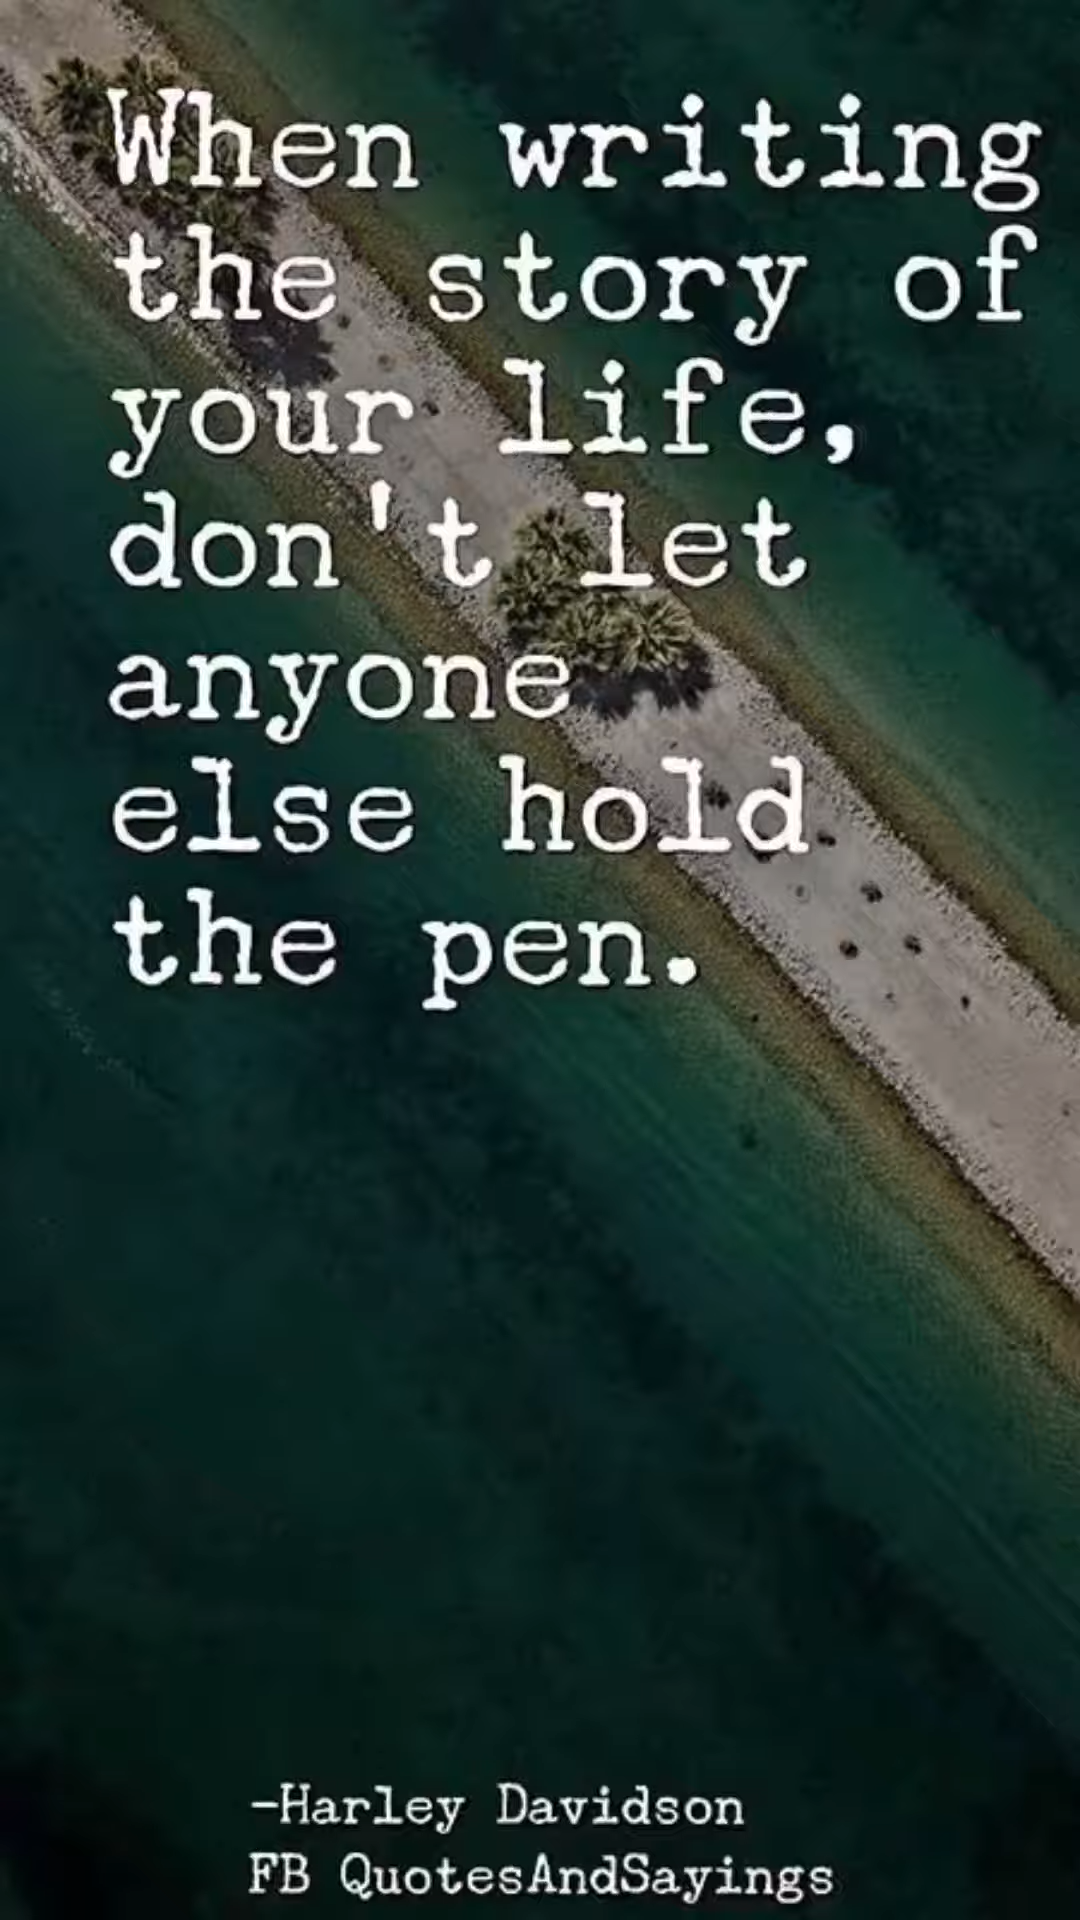 When writing
the story of
your life,
don't let
anyone
else hold
the pen.
-Harley Davidson
FB QuotesAndSayings